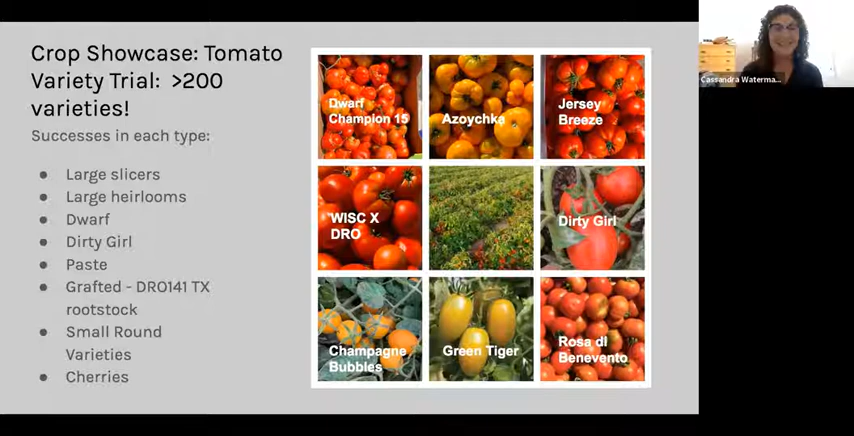 Crop Showcase: Tomato
Variety Trial: >200
varieties!
Successes in each type:
● Large slicers
● Large heirlooms
● Dwarf
● Dirty Girl
● Paste
● Grafted - DRO141 TX
rootstock
● Small Round
Varieties
● Cherries
Dwarf
Champion 15
Azoychka
Jersey
Breeze
WISC X
DRO
Dirty Girl
Champagne
Bubbles
Green Tiger
Rosa di
Benevento
Cassandra Waterma...